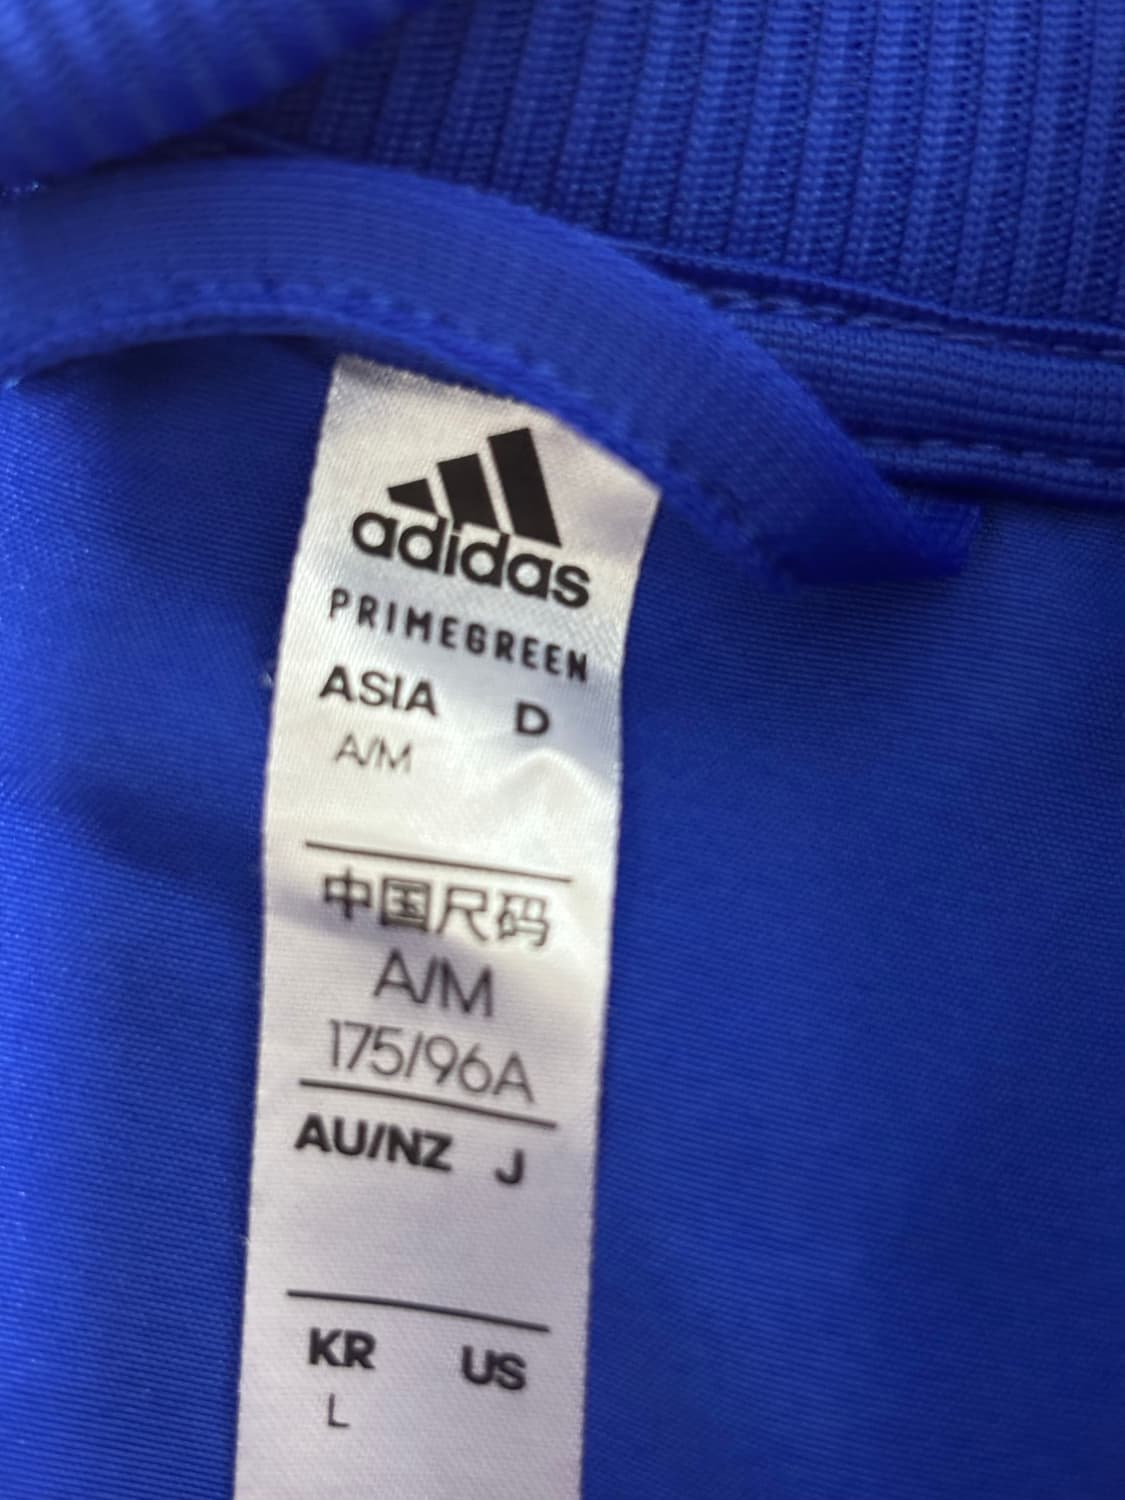 adidas
PRIMEGREEN
ASIA D
A/M
中国尺码
A/M
175/96A
AU/NZ J
KR US
L